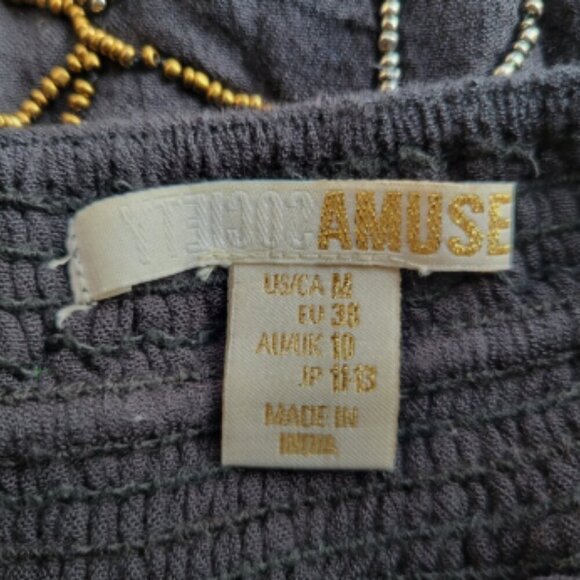 SOCIETY AMUSE
US/CA M
EU 38
AU/UK 10
JP 11-13
MADE IN
INDIA